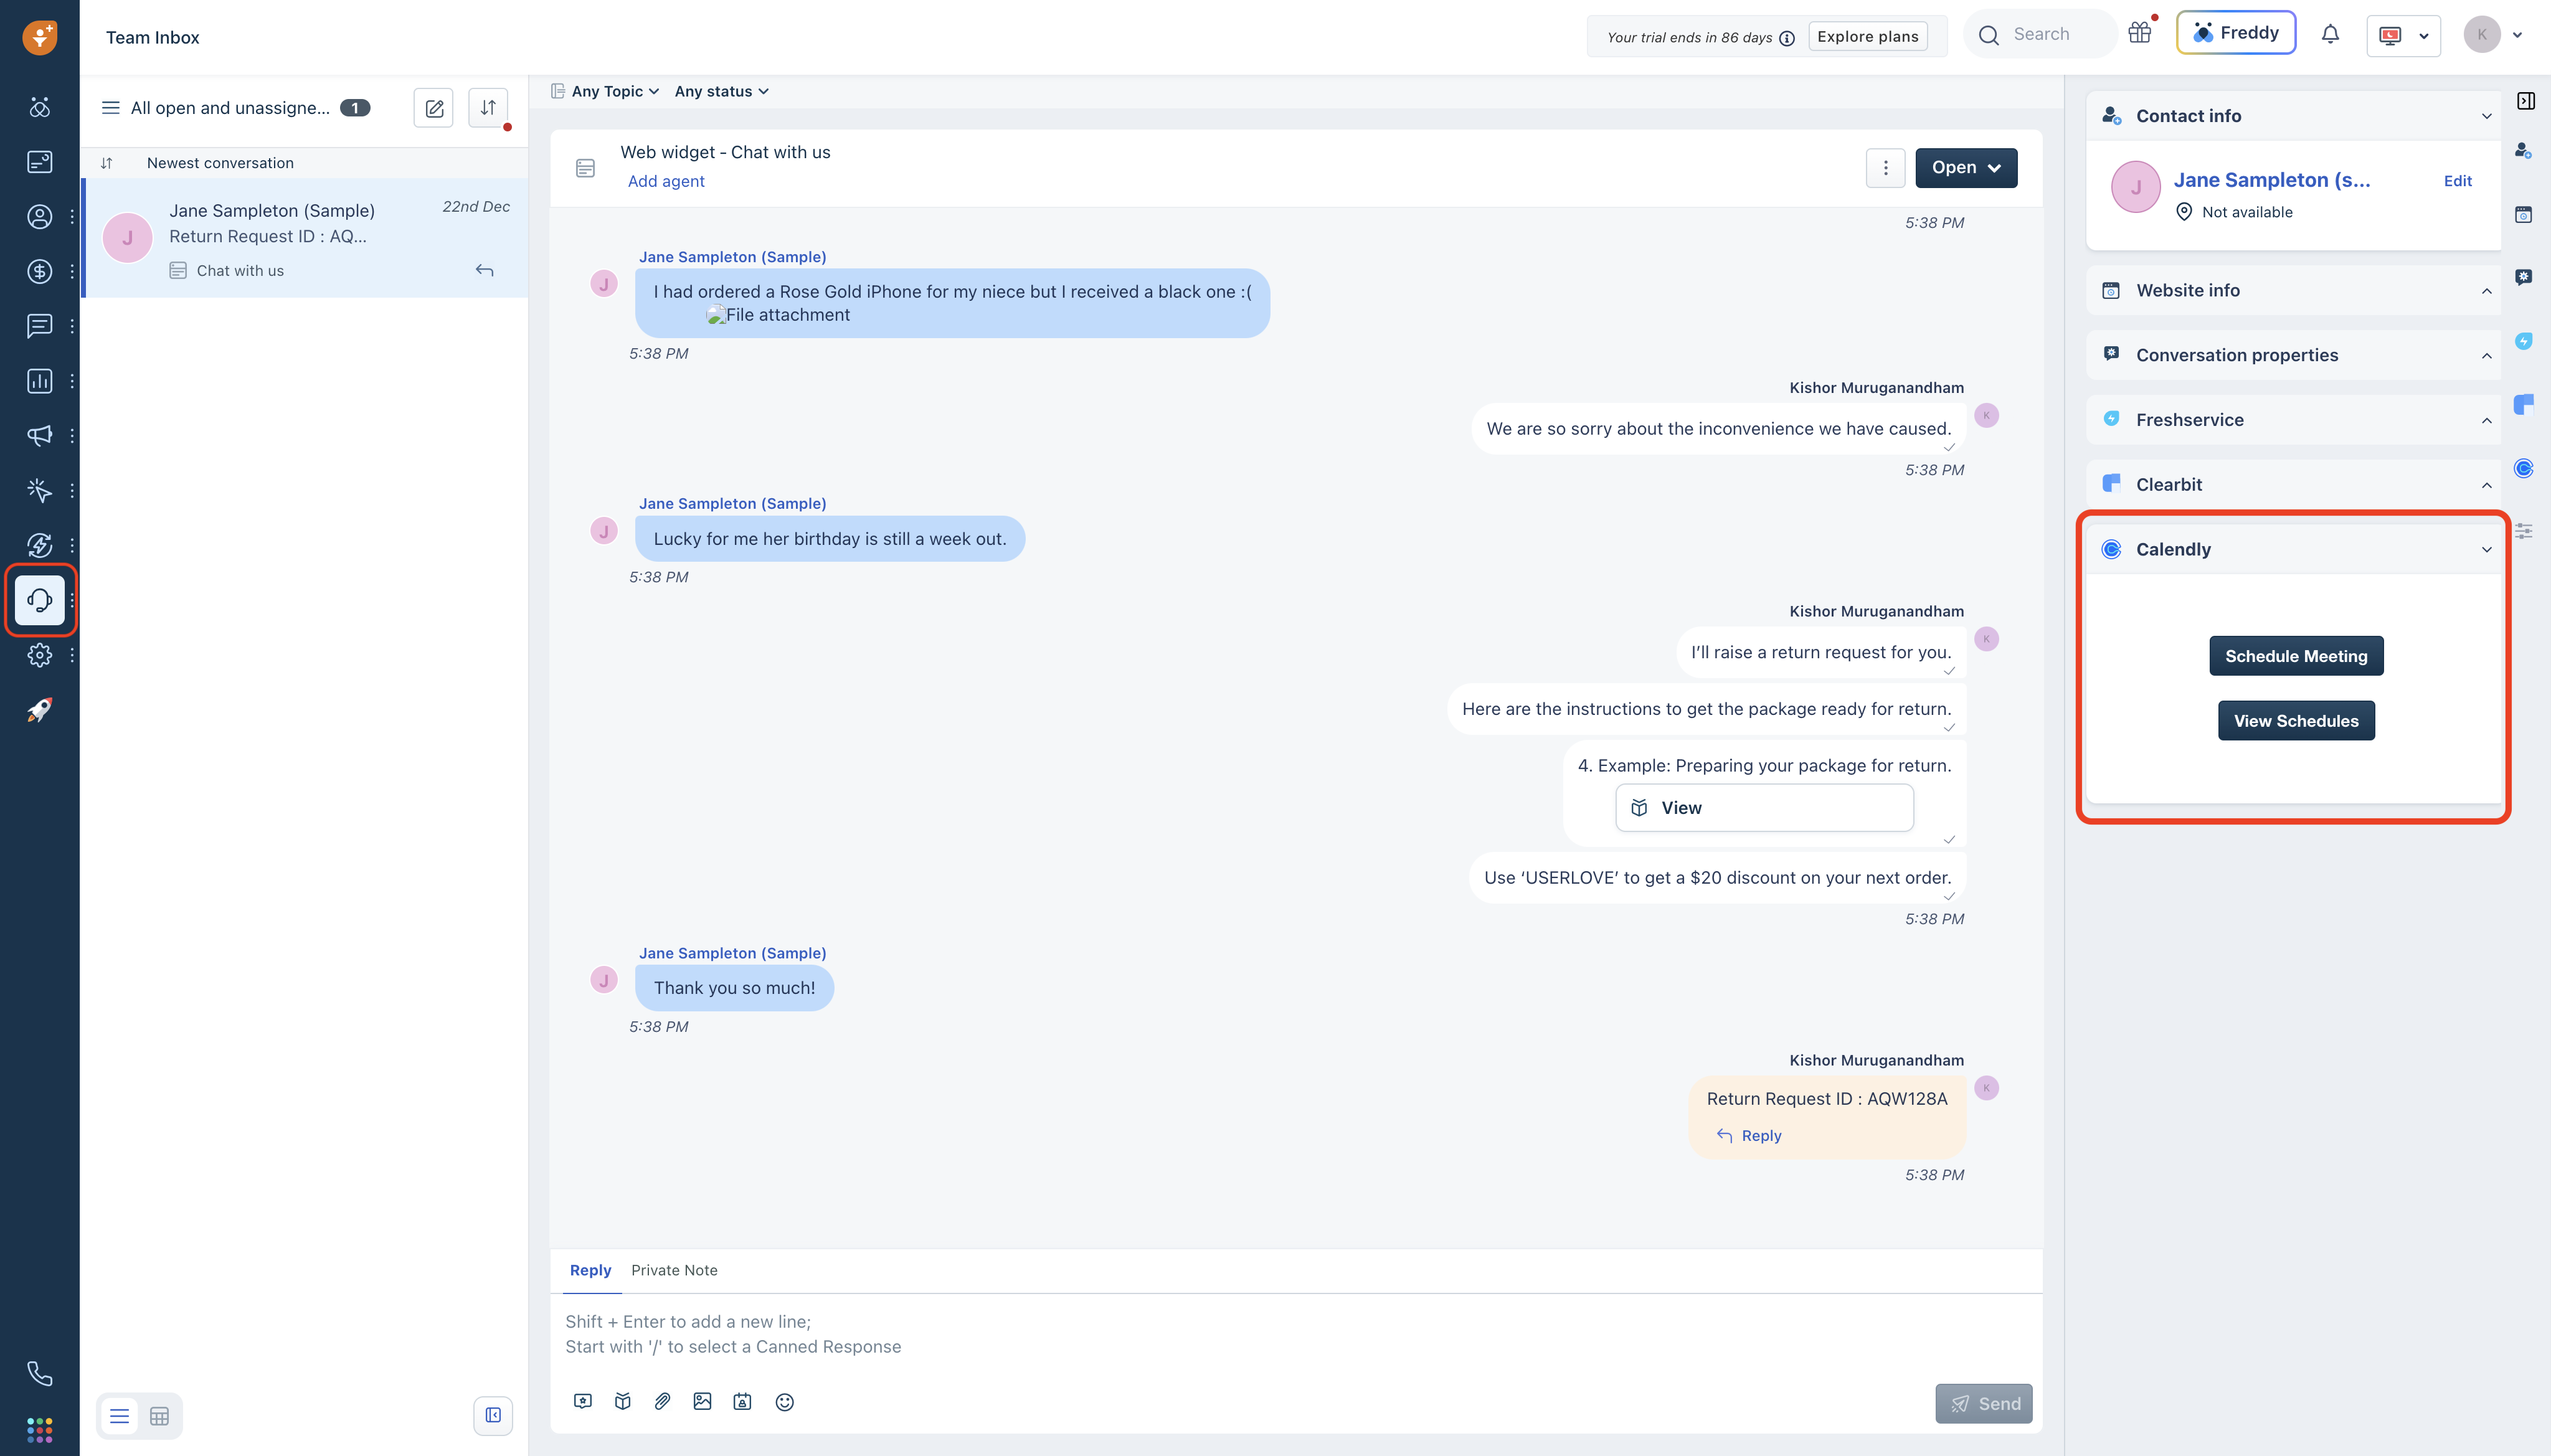 Team Inbox
Your trial ends in 86 days
Explore plans
Search
Freddy
K
All open and unassigne...
1
Newest conversation
J
Jane Sampleton (Sample)
22nd Dec
Return Request ID : AQ...
Chat with us
Any Topic
Any status
Web widget - Chat with us
Add agent
Open
5:38 PM
Jane Sampleton (Sample)
J
I had ordered a Rose Gold iPhone for my niece but I received a black one :(
File attachment
5:38 PM
Kishor Muruganandham
K
We are so sorry about the inconvenience we have caused.
5:38 PM
Jane Sampleton (Sample)
J
Lucky for me her birthday is still a week out.
5:38 PM
Kishor Muruganandham
K
I’ll raise a return request for you.
Here are the instructions to get the package ready for return.
4. Example: Preparing your package for return.
View
Use ‘USERLOVE’ to get a $20 discount on your next order.
5:38 PM
Jane Sampleton (Sample)
J
Thank you so much!
5:38 PM
Kishor Muruganandham
K
Return Request ID : AQW128A
Reply
5:38 PM
Reply
Private Note
Shift + Enter to add a new line;
Start with '/' to select a Canned Response
Send
Contact info
J
Jane Sampleton (s...
Edit
Not available
Website info
Conversation properties
Freshservice
Clearbit
Calendly
Schedule Meeting
View Schedules